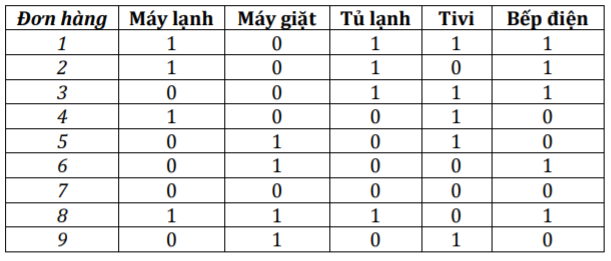 Đơn hàng Máy lạnh Máy giặt Tủ lạnh Tivi Bếp điện
1 1 0 1 1 1
2 1 0 1 0 1
3 0 0 1 1 1
4 1 0 0 1 0
5 0 1 0 1 0
6 0 1 0 0 1
7 0 0 0 0 0
8 1 1 1 0 1
9 0 1 0 1 0